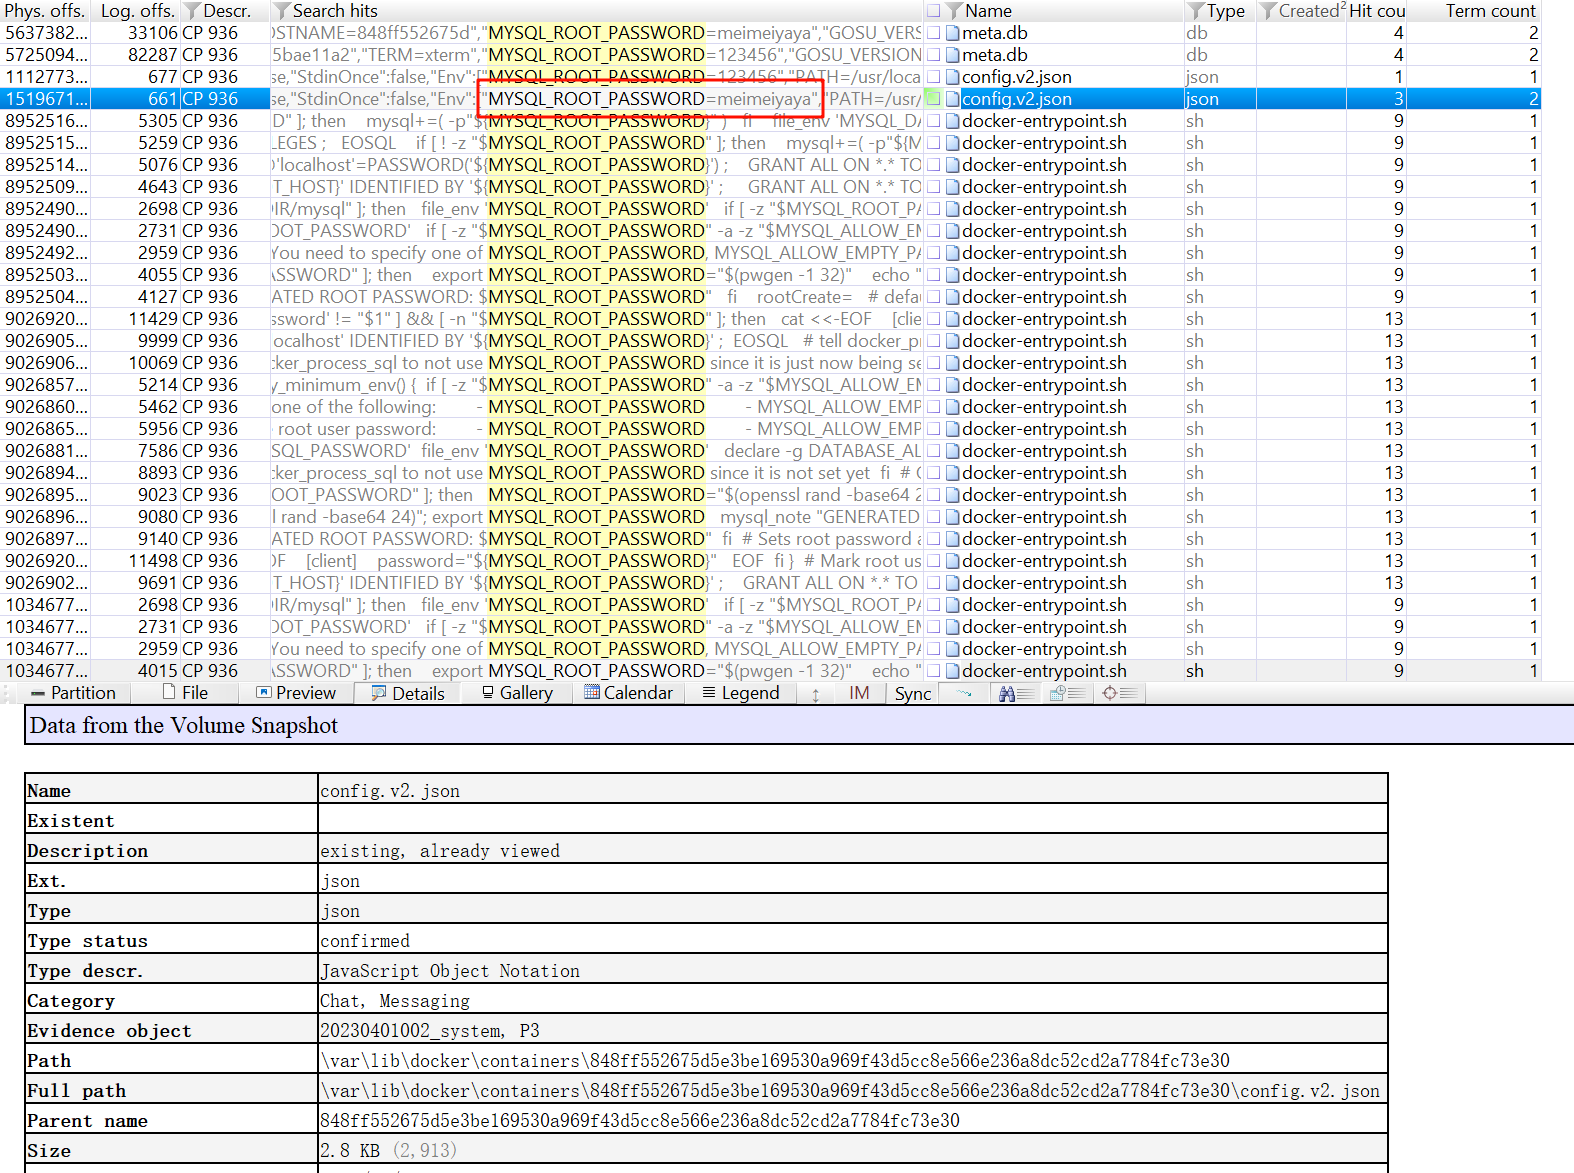 Phys. offs. Log. offs. Descr. Search hits Name Type Created² Hit cou Term count
5637382... 33106 CP 936 OSTNAME=848ff552675d","MYSQL_ROOT_PASSWORD=meimeiyaya","GOSU_VERS meta.db db 4 2
5725094... 82287 CP 936 5bae11a2","TERM=xterm","MYSQL_ROOT_PASSWORD=123456","GOSU_VERSION meta.db db 4 2
1112773... 677 CP 936 se,"StdinOnce":false,"Env":["MYSQL_ROOT_PASSWORD=123456","PATH=/usr/loca config.v2.json json 1 1
1519671... 661 CP 936 se,"StdinOnce":false,"Env":["MYSQL_ROOT_PASSWORD=meimeiyaya","PATH=/usr/ config.v2.json json 3 2
8952516... 5305 CP 936 D" ]; then mysql+=( -p"${MYSQL_ROOT_PASSWORD}" ) fi file_env 'MYSQL_DA docker-entrypoint.sh sh 9 1
8952515... 5259 CP 936 LEGES ; EOSQL if [ ! -z "$MYSQL_ROOT_PASSWORD" ]; then mysql+=( -p"${M docker-entrypoint.sh sh 9 1
8952514... 5076 CP 936 'localhost'=PASSWORD('${MYSQL_ROOT_PASSWORD}') ; GRANT ALL ON *.* TO docker-entrypoint.sh sh 9 1
8952509... 4643 CP 936 T_HOST}' IDENTIFIED BY '${MYSQL_ROOT_PASSWORD}' ; GRANT ALL ON *.* TO docker-entrypoint.sh sh 9 1
8952490... 2698 CP 936 DIR/mysql" ]; then file_env 'MYSQL_ROOT_PASSWORD' if [ -z "$MYSQL_ROOT_PA docker-entrypoint.sh sh 9 1
8952490... 2731 CP 936 OOT_PASSWORD' if [ -z "$MYSQL_ROOT_PASSWORD" -a -z "$MYSQL_ALLOW_EM docker-entrypoint.sh sh 9 1
8952492... 2959 CP 936 You need to specify one of MYSQL_ROOT_PASSWORD, MYSQL_ALLOW_EMPTY_PA docker-entrypoint.sh sh 9 1
8952503... 4055 CP 936 ASSWORD" ]; then export MYSQL_ROOT_PASSWORD="$(pwgen -1 32)" echo " docker-entrypoint.sh sh 9 1
8952504... 4127 CP 936 ATED ROOT PASSWORD: $MYSQL_ROOT_PASSWORD" fi rootCreate= # defau docker-entrypoint.sh sh 9 1
9026920... 11429 CP 936 ssword' != "$1" ] && [ -n "$MYSQL_ROOT_PASSWORD" ]; then cat <<-EOF [clie docker-entrypoint.sh sh 13 1
9026905... 9999 CP 936 ocalhost' IDENTIFIED BY '${MYSQL_ROOT_PASSWORD}' ; EOSQL # tell docker_p docker-entrypoint.sh sh 13 1
9026906... 10069 CP 936 cker_process_sql to not use MYSQL_ROOT_PASSWORD since it is just now being se docker-entrypoint.sh sh 13 1
9026857... 5214 CP 936 y_minimum_env() { if [ -z "$MYSQL_ROOT_PASSWORD" -a -z "$MYSQL_ALLOW_EM docker-entrypoint.sh sh 13 1
9026860... 5462 CP 936 one of the following: - MYSQL_ROOT_PASSWORD - MYSQL_ALLOW_EMP docker-entrypoint.sh sh 13 1
9026865... 5956 CP 936 root user password: - MYSQL_ROOT_PASSWORD - MYSQL_ALLOW_EMP docker-entrypoint.sh sh 13 1
9026881... 7586 CP 936 SQL_PASSWORD' file_env 'MYSQL_ROOT_PASSWORD' declare -g DATABASE_AL docker-entrypoint.sh sh 13 1
9026894... 8893 CP 936 cker_process_sql to not use MYSQL_ROOT_PASSWORD since it is not set yet fi # docker-entrypoint.sh sh 13 1
9026895... 9023 CP 936 OOT_PASSWORD" ]; then MYSQL_ROOT_PASSWORD="$(openssl rand -base64 2 docker-entrypoint.sh sh 13 1
9026896... 9080 CP 936 l rand -base64 24)"; export MYSQL_ROOT_PASSWORD mysql_note "GENERATED docker-entrypoint.sh sh 13 1
9026897... 9140 CP 936 ATED ROOT PASSWORD: $MYSQL_ROOT_PASSWORD" fi # Sets root password a docker-entrypoint.sh sh 13 1
9026920... 11498 CP 936 OF [client] password="${MYSQL_ROOT_PASSWORD}" EOF fi } # Mark root us docker-entrypoint.sh sh 13 1
9026902... 9691 CP 936 T_HOST}' IDENTIFIED BY '${MYSQL_ROOT_PASSWORD}' ; GRANT ALL ON *.* TO docker-entrypoint.sh sh 13 1
1034677... 2698 CP 936 DIR/mysql" ]; then file_env 'MYSQL_ROOT_PASSWORD' if [ -z "$MYSQL_ROOT_PA docker-entrypoint.sh sh 9 1
1034677... 2731 CP 936 OOT_PASSWORD' if [ -z "$MYSQL_ROOT_PASSWORD" -a -z "$MYSQL_ALLOW_EM docker-entrypoint.sh sh 9 1
1034677... 2959 CP 936 You need to specify one of MYSQL_ROOT_PASSWORD, MYSQL_ALLOW_EMPTY_PA docker-entrypoint.sh sh 9 1
1034677... 4015 CP 936 ASSWORD" ]; then export MYSQL_ROOT_PASSWORD="$(pwgen -1 32)" echo " docker-entrypoint.sh sh 9 1
Partition File Preview Details Gallery Calendar Legend IM Sync
Data from the Volume Snapshot
Name config.v2.json
Existent
Description existing, already viewed
Ext. json
Type json
Type status confirmed
Type descr. JavaScript Object Notation
Category Chat, Messaging
Evidence object 20230401002_system, P3
Path \var\lib\docker\containers\848ff552675d5e3be169530a969f43d5cc8e566e236a8dc52cd2a7784fc73e30
Full path \var\lib\docker\containers\848ff552675d5e3be169530a969f43d5cc8e566e236a8dc52cd2a7784fc73e30\config.v2.json
Parent name 848ff552675d5e3be169530a969f43d5cc8e566e236a8dc52cd2a7784fc73e30
Size 2.8 KB (2,913)